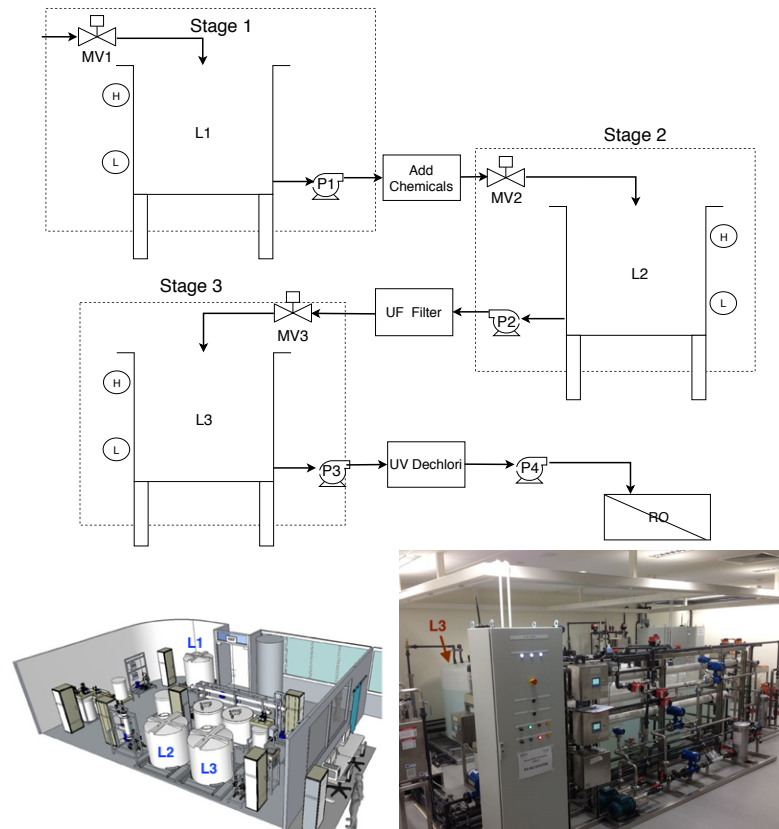 Stage 1
MV1
H
L1
L
P1
Add
Chemicals
Stage 2
MV2
H
L2
L
Stage 3
MV3
UF Filter
P2
H
L3
L
P3
UV Dechlori
P4
RO
L1
L2
L3
L3